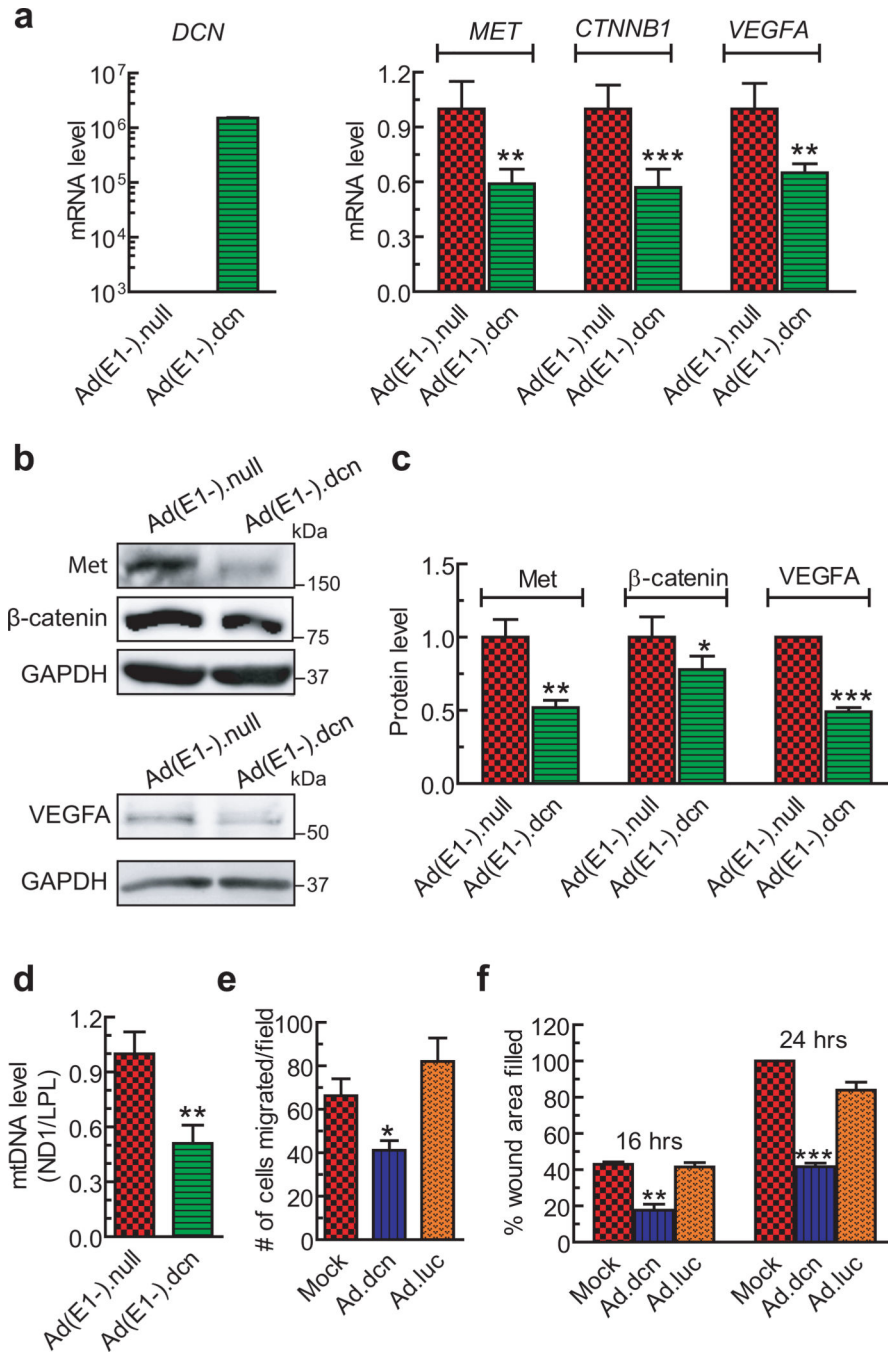 a
DCN
MET CTNNB1 VEGFA
mRNA level
10⁷
10⁶
10⁵
10⁴
10³
Ad(E1-).null
Ad(E1-).dcn
mRNA level
1.2
0.9
0.6
0.3
0.0
** *** **
Ad(E1-).null
Ad(E1-).dcn
Ad(E1-).null
Ad(E1-).dcn
Ad(E1-).null
Ad(E1-).dcn
b
Ad(E1-).null
Ad(E1-).dcn
kDa
Met
150
β-catenin
75
GAPDH
37
Ad(E1-).null
Ad(E1-).dcn
kDa
VEGFA
50
GAPDH
37
c
Met β-catenin VEGFA
Protein level
1.5
1.0
0.5
0.0
** * ***
Ad(E1-).null
Ad(E1-).dcn
Ad(E1-).null
Ad(E1-).dcn
Ad(E1-).null
Ad(E1-).dcn
d
mtDNA level
(ND1/LPL)
1.2
0.9
0.6
0.3
0.0
**
Ad(E1-).null
Ad(E1-).dcn
e
# of cells migrated/field
100
80
60
40
20
0
*
Mock
Ad.dcn
Ad.luc
f
% wound area filled
120
100
80
60
40
20
0
16 hrs
24 hrs
** ***
Mock
Ad.dcn
Ad.luc
Mock
Ad.dcn
Ad.luc